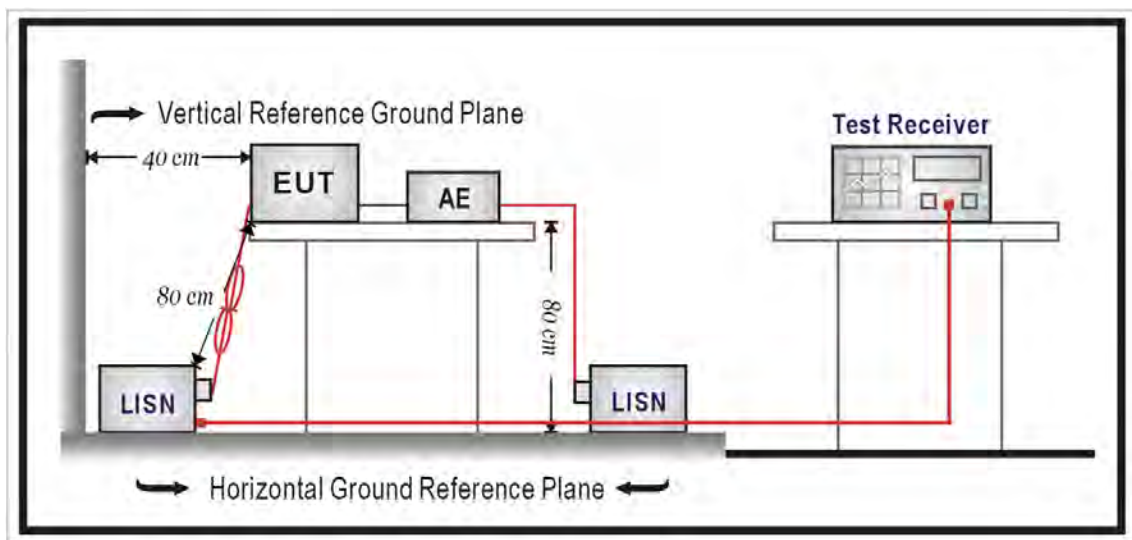 Vertical Reference Ground Plane
Test Receiver
40 cm
EUT
AE
80 cm
80 cm
LISN
LISN
Horizontal Ground Reference Plane